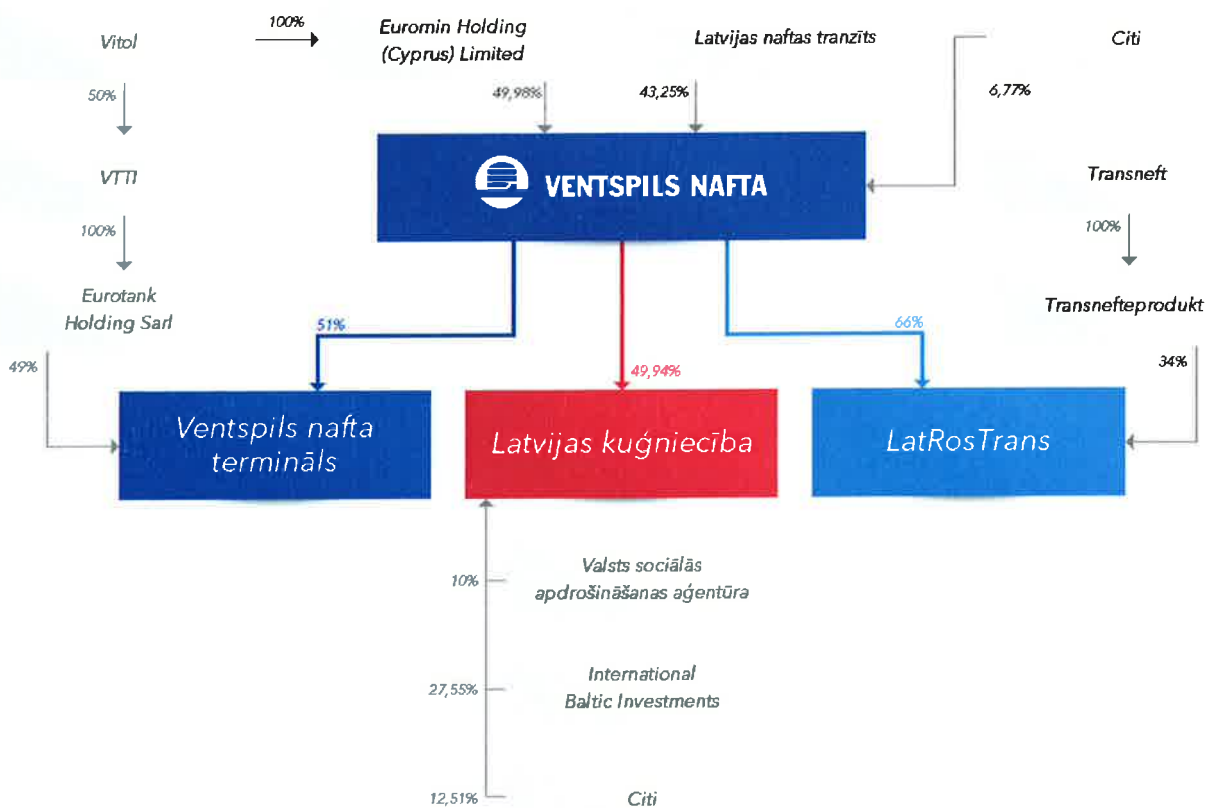 Vitol
100%
Euromin Holding
(Cyprus) Limited
Latvijas naftas tranzīts
Citi
50%
49,98%
43,25%
6,77%
VTTI
VENTSPILS NAFTA
Transneft
100%
100%
Eurotank
Holding Sarl
Transnefteprodukt
51%
66%
49%
49,94%
34%
Ventspils nafta
termināls
Latvijas kuģniecība
LatRosTrans
10%
Valsts sociālās
apdrošināšanas aģentūra
27,55%
International
Baltic Investments
12,51%
Citi